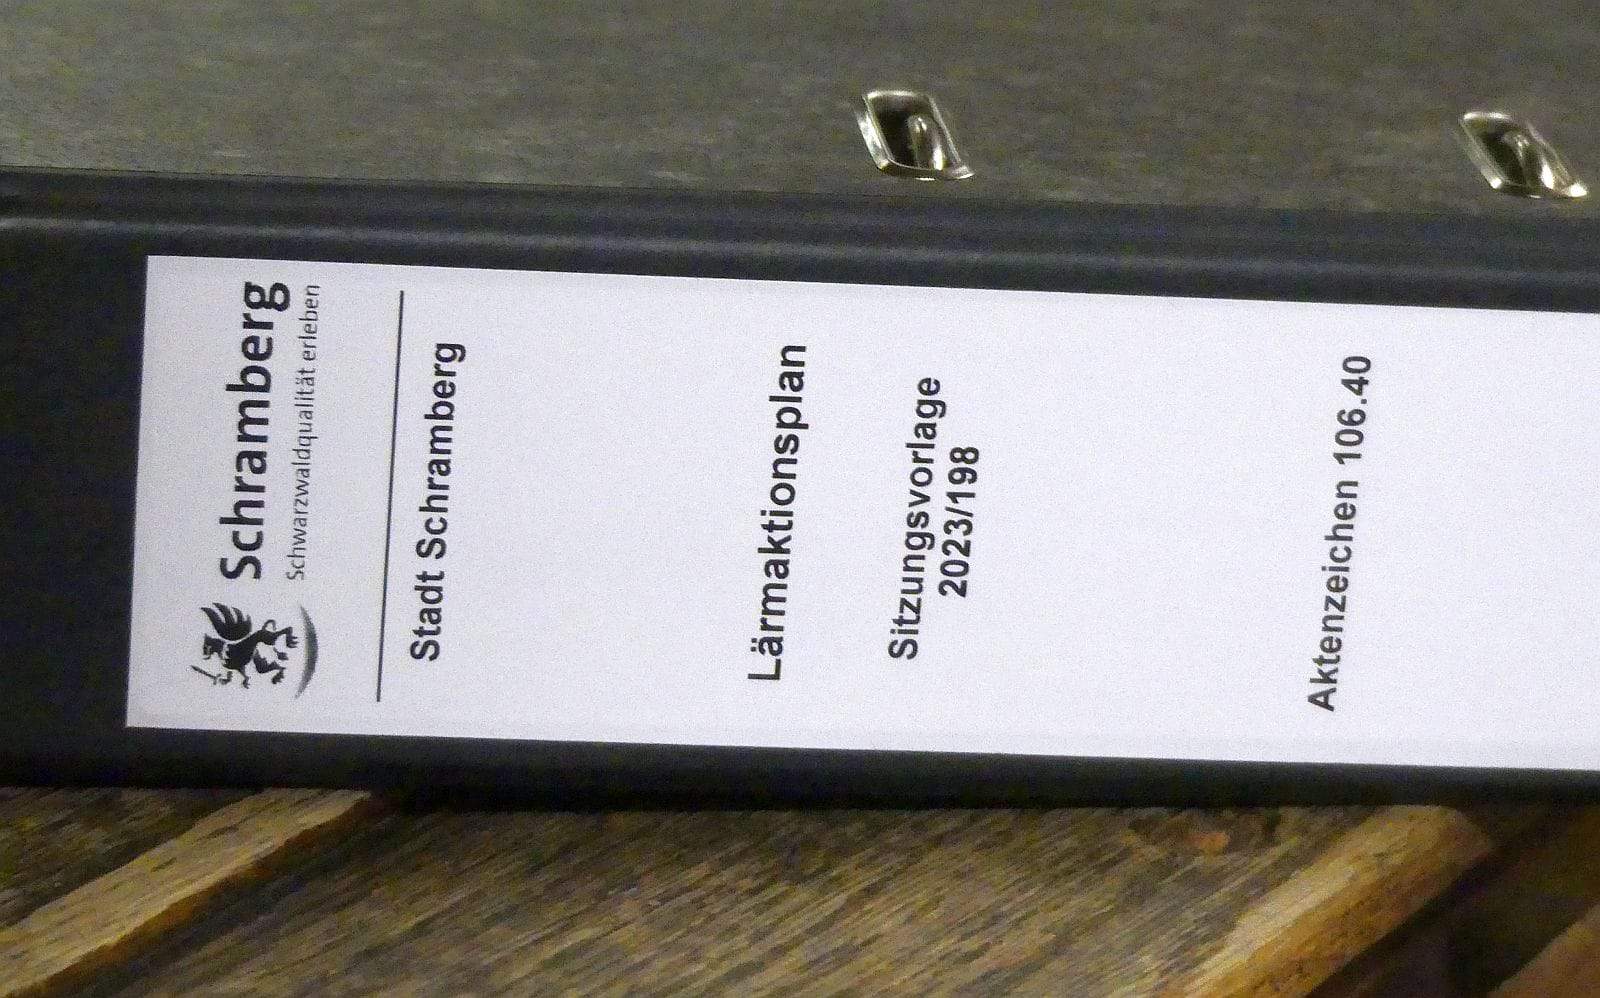 Schramberg
Schwarzwaldqualität erleben
Stadt Schramberg
Lärmaktionsplan
Sitzungsvorlage
2023/198
Aktenzeichen 106.40